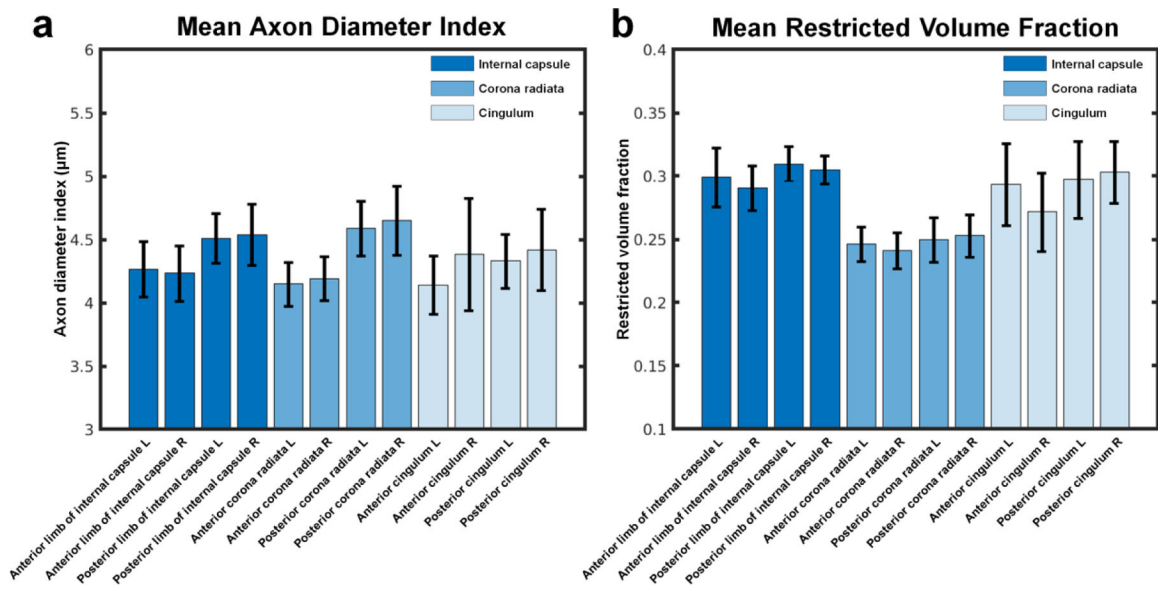 a
Mean Axon Diameter Index
6
5.5
5
4.5
4
3.5
3
Axon diameter index (µm)
Internal capsule
Corona radiata
Cingulum
Anterior limb of internal capsule L
Anterior limb of internal capsule R
Posterior limb of internal capsule L
Posterior limb of internal capsule R
Anterior corona radiata L
Anterior corona radiata R
Posterior corona radiata L
Posterior corona radiata R
Anterior cingulum L
Anterior cingulum R
Posterior cingulum L
Posterior cingulum R
b
Mean Restricted Volume Fraction
0.4
0.35
0.3
0.25
0.2
0.15
0.1
Restricted volume fraction
Internal capsule
Corona radiata
Cingulum
Anterior limb of internal capsule L
Anterior limb of internal capsule R
Posterior limb of internal capsule L
Posterior limb of internal capsule R
Anterior corona radiata L
Anterior corona radiata R
Posterior corona radiata L
Posterior corona radiata R
Anterior cingulum L
Anterior cingulum R
Posterior cingulum L
Posterior cingulum R